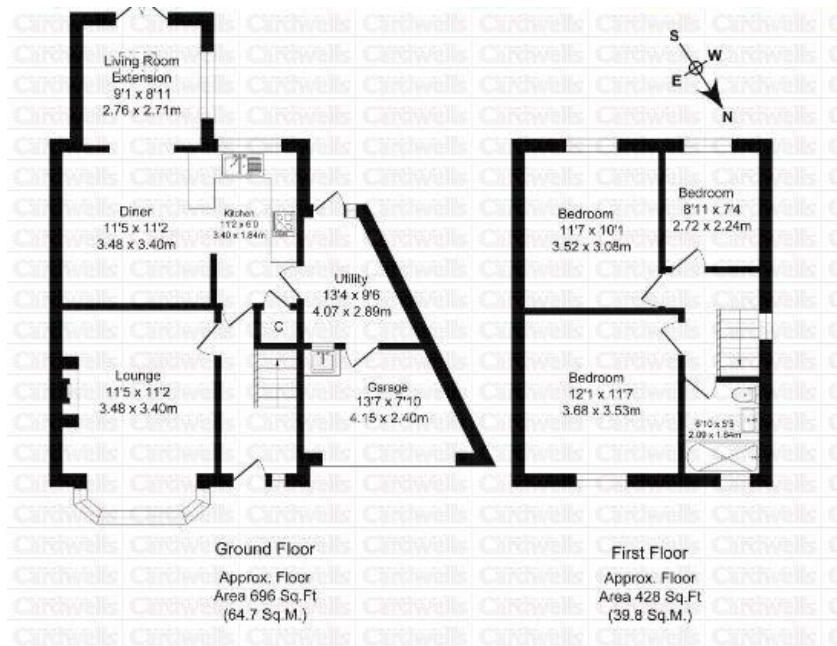 Living Room
Extension
9'1 x 8'11
2.76 x 2.71m
S
W
E
N
Diner
11'5 x 11'2
3.48 x 3.40m
Kitchen
11'2 x 6'0
3.40 x 1.84m
Utility
13'4 x 9'6
4.07 x 2.89m
C
Lounge
11'5 x 11'2
3.48 x 3.40m
Garage
13'7 x 7'10
4.15 x 2.40m
Bedroom
11'7 x 10'1
3.52 x 3.08m
Bedroom
8'11 x 7'4
2.72 x 2.24m
Bedroom
12'1 x 11'7
3.68 x 3.53m
6'10 x 5'5
2.09 x 1.64m
Ground Floor
Approx. Floor
Area 696 Sq.Ft
(64.7 Sq.M.)
First Floor
Approx. Floor
Area 428 Sq.Ft
(39.8 Sq.M.)
Cardwells